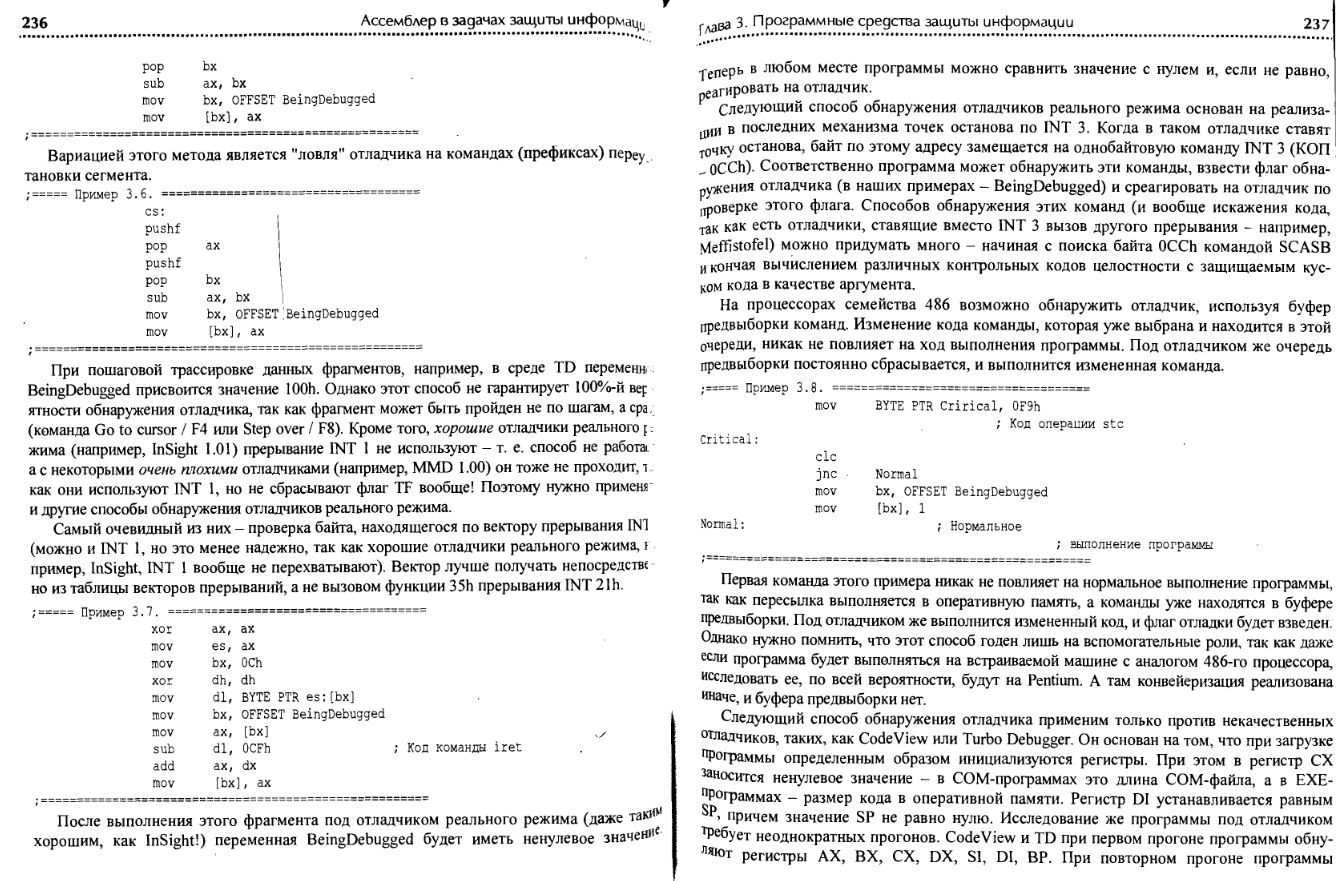 236 Ассемблер в задачах защиты информаци
pop bx
sub ax, bx
mov bx, OFFSET BeingDebugged
mov [bx], ax
;=====================================================
Вариацией этого метода является "ловля" отладчика на командах (префиксах) переу
тановки сегмента.
;===== Пример 3.6. ===================================
cs:
pushf
pop ax
pushf
pop bx
sub ax, bx
mov bx, OFFSET BeingDebugged
mov [bx], ax
;=====================================================
При пошаговой трассировке данных фрагментов, например, в среде TD переменн
BeingDebugged присвоится значение 100h. Однако этот способ не гарантирует 100%-й вер
ятности обнаружения отладчика, так как фрагмент может быть пройден не по шагам, а сра
(команда Go to cursor / F4 или Step over / F8). Кроме того, хорошие отладчики реального р
жима (например, InSight 1.01) прерывание INT 1 не используют – т. е. способ не работа
а с некоторыми очень плохими отладчиками (например, MMD 1.00) он тоже не проходит, т
как они используют INT 1, но не сбрасывают флаг TF вообще! Поэтому нужно применя
и другие способы обнаружения отладчиков реального режима.
Самый очевидный из них – проверка байта, находящегося по вектору прерывания INT
(можно и INT 1, но это менее надежно, так как хорошие отладчики реального режима, н
пример, InSight, INT 1 вообще не перехватывают). Вектор лучше получать непосредстве
но из таблицы векторов прерываний, а не вызовом функции 35h прерывания INT 21h.
;===== Пример 3.7. ===================================
xor ax, ax
mov es, ax
mov bx, 0Ch
xor dh, dh
mov dl, BYTE PTR es:[bx]
mov bx, OFFSET BeingDebugged
mov ax, [bx]
sub dl, 0CFh ; Код команды iret
add ax, dx
mov [bx], ax
;=====================================================
После выполнения этого фрагмента под отладчиком реального режима (даже таким
хорошим, как InSight!) переменная BeingDebugged будет иметь ненулевое значение.
Глава 3. Программные средства защиты информации 237
Теперь в любом месте программы можно сравнить значение с нулем и, если не равно,
реагировать на отладчик.
Следующий способ обнаружения отладчиков реального режима основан на реализа-
ции в последних механизма точек останова по INT 3. Когда в таком отладчике ставят
точку останова, байт по этому адресу замещается на однобайтовую команду INT 3 (КОП
– 0CCh). Соответственно программа может обнаружить эти команды, взвести флаг обна-
ружения отладчика (в наших примерах – BeingDebugged) и среагировать на отладчик по
проверке этого флага. Способов обнаружения этих команд (и вообще искажения кода,
так как есть отладчики, ставящие вместо INT 3 вызов другого прерывания – например,
Meffistofel) можно придумать много – начиная с поиска байта 0CCh командой SCASB
и кончая вычислением различных контрольных кодов целостности с защищаемым кус-
ком кода в качестве аргумента.
На процессорах семейства 486 возможно обнаружить отладчик, используя буфер
предвыборки команд. Изменение кода команды, которая уже выбрана и находится в этой
очереди, никак не повлияет на ход выполнения программы. Под отладчиком же очередь
предвыборки постоянно сбрасывается, и выполнится измененная команда.
;===== Пример 3.8. ===================================
mov BYTE PTR Crirical, 0F9h
; Код операции stc
Critical:
clc
jnc Normal
mov bx, OFFSET BeingDebugged
mov [bx], 1
Normal: ; Нормальное
; выполнение программы
;=====================================================
Первая команда этого примера никак не повлияет на нормальное выполнение программы,
так как пересылка выполняется в оперативную память, а команды уже находятся в буфере
предвыборки. Под отладчиком же выполнится измененный код, и флаг отладки будет взведен.
Однако нужно помнить, что этот способ годен лишь на вспомогательные роли, так как даже
если программа будет выполняться на встраиваемой машине с аналогом 486-го процессора,
исследовать ее, по всей вероятности, будут на Pentium. А там конвейеризация реализована
иначе, и буфера предвыборки нет.
Следующий способ обнаружения отладчика применим только против некачественных
отладчиков, таких, как CodeView или Turbo Debugger. Он основан на том, что при загрузке
программы определенным образом инициализуются регистры. При этом в регистр CX
заносится ненулевое значение – в COM-программах это длина COM-файла, а в EXE-
программах – размер кода в оперативной памяти. Регистр DI устанавливается равным
SP, причем значение SP не равно нулю. Исследование же программы под отладчиком
требует неоднократных прогонов. CodeView и TD при первом прогоне программы обну-
ляют регистры AX, BX, CX, DX, SI, DI, BP. При повторном прогоне программы